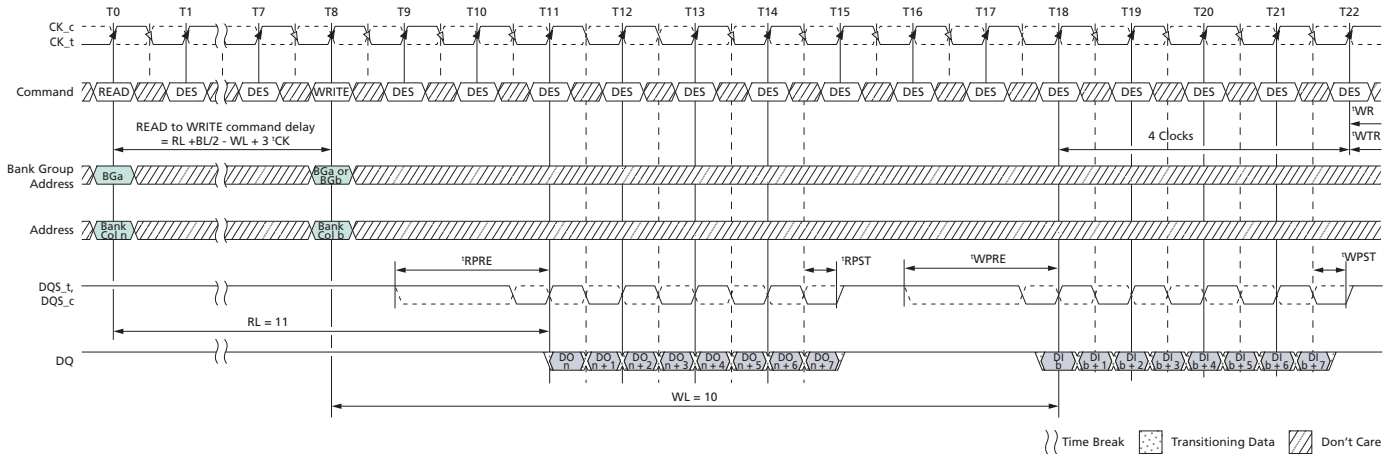 T0 T1 T7 T8 T9 T10 T11 T12 T13 T14 T15 T16 T17 T18 T19 T20 T21 T22
CK_c
CK_t
Command READ DES DES WRITE DES DES DES DES DES DES DES DES DES DES DES DES DES DES
READ to WRITE command delay
= RL +BL/2 - WL + 3 tCK
tWR
4 Clocks tWTR
Bank Group
Address
BGa
BGa or
BGb
Address
Bank
Col n
Bank
Col b
tRPRE tRPST tWPRE tWPST
DQS_t,
DQS_c
RL = 11
DQ
DO
n
DO
n + 1
DO
n + 2
DO
n + 3
DO
n + 4
DO
n + 5
DO
n + 6
DO
n + 7
DI
b
DI
b + 1
DI
b + 2
DI
b + 3
DI
b + 4
DI
b + 5
DI
b + 6
DI
b + 7
WL = 10
Time Break Transitioning Data Don't Care